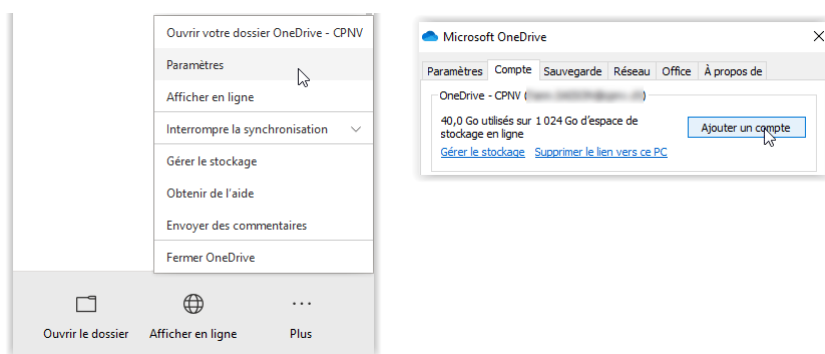 Ouvrir votre dossier OneDrive - CPNV
Paramètres
Afficher en ligne
Interrompre la synchronisation
Gérer le stockage
Obtenir de l'aide
Envoyer des commentaires
Fermer OneDrive
Ouvrir le dossier
Afficher en ligne
Plus
Microsoft OneDrive
Paramètres Compte Sauvegarde Réseau Office À propos de
OneDrive - CPNV (
40,0 Go utilisés sur 1 024 Go d'espace de
stockage en ligne
Ajouter un compte
Gérer le stockage Supprimer le lien vers ce PC